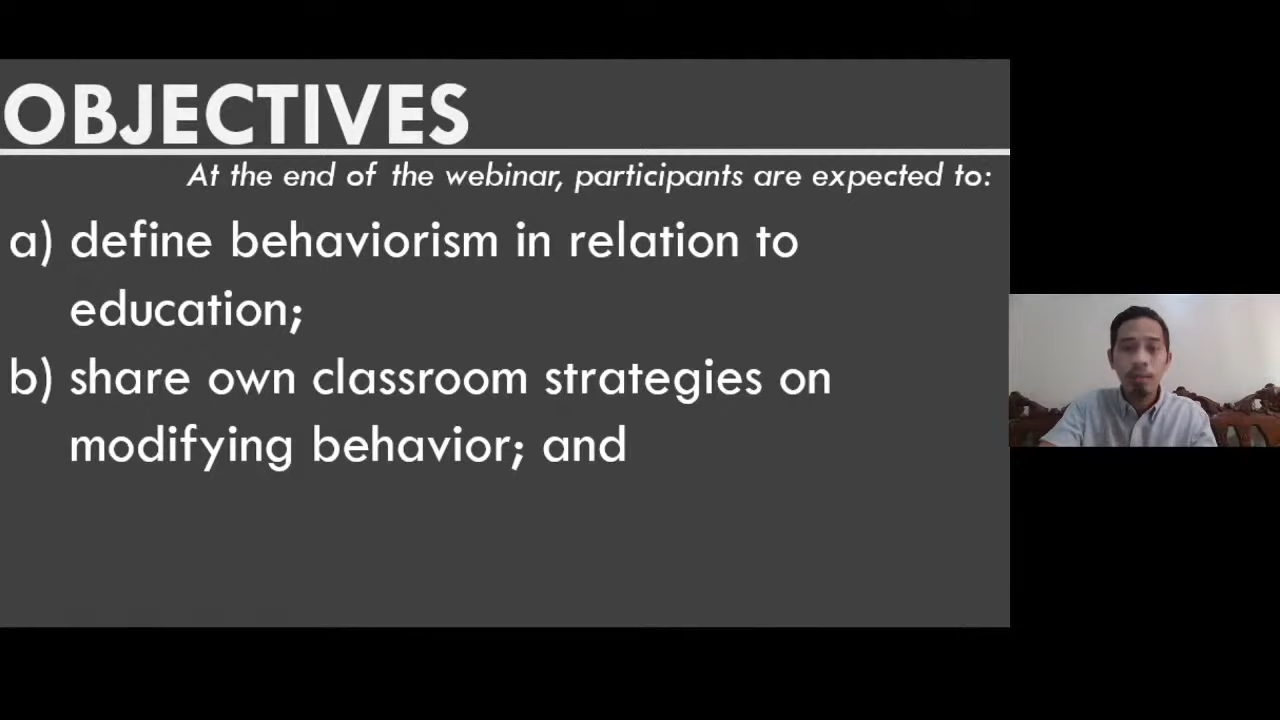 OBJECTIVES
At the end of the webinar, participants are expected to:
a) define behaviorism in relation to
education;
b) share own classroom strategies on
modifying behavior; and